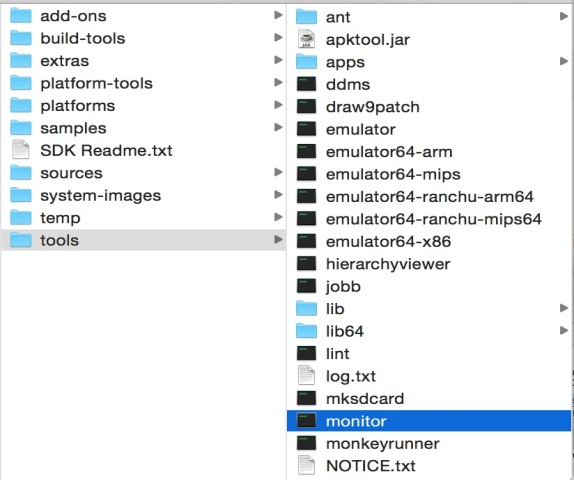 add-ons
build-tools
extras
platform-tools
platforms
samples
SDK Readme.txt
sources
system-images
temp
tools
ant
apktool.jar
apps
ddms
draw9patch
emulator
emulator64-arm
emulator64-mips
emulator64-ranchu-arm64
emulator64-ranchu-mips64
emulator64-x86
hierarchyviewer
jobb
lib
lib64
lint
log.txt
mksdcard
monitor
monkeyrunner
NOTICE.txt